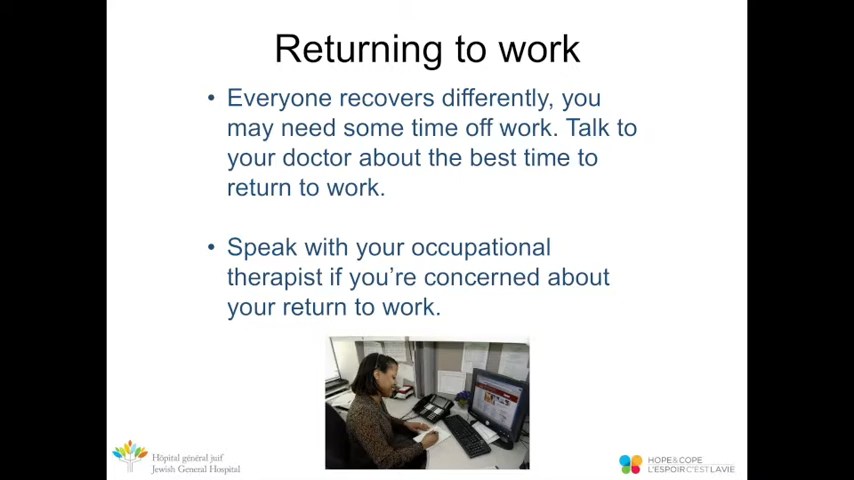 Returning to work
• Everyone recovers differently, you
may need some time off work. Talk to
your doctor about the best time to
return to work.
• Speak with your occupational
therapist if you’re concerned about
your return to work.
Hôpital général juif
Jewish General Hospital
HOPE&COPE
L'ESPOIR C'EST LA VIE